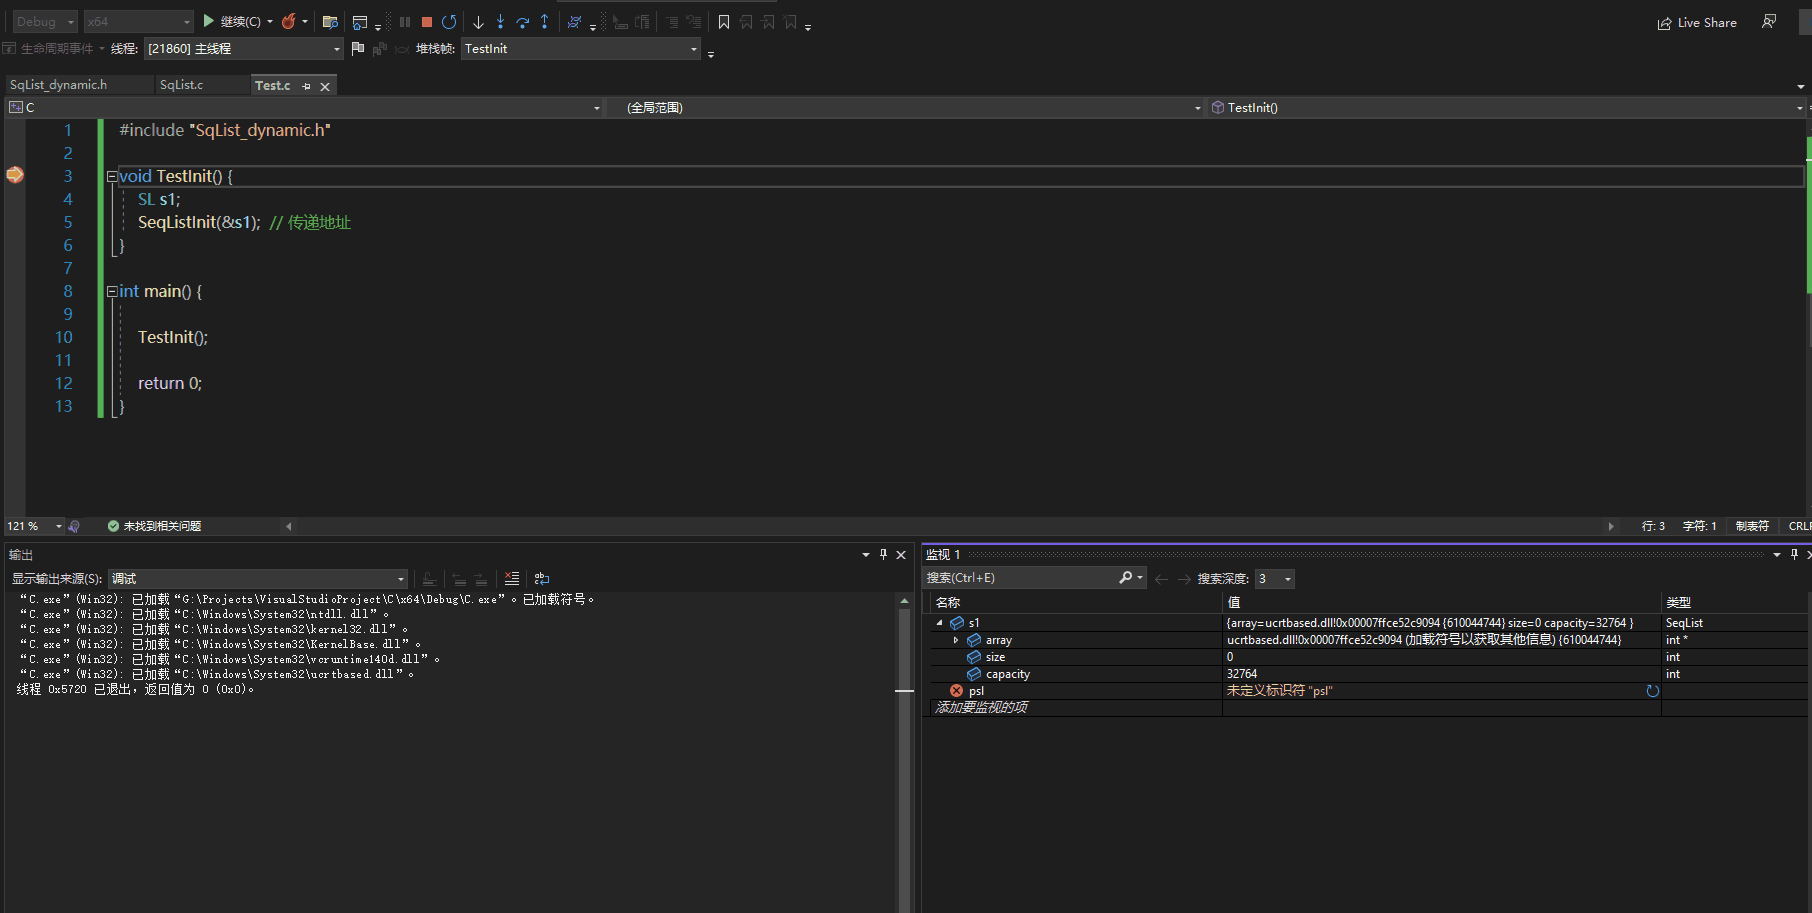 Debug x64 继续(C) Live Share
生命周期事件 线程: [21860] 主线程 堆栈帧: TestInit
SqList_dynamic.h SqList.c Test.c
C (全局范围) TestInit()
1 #include "SqList_dynamic.h"
2
3 void TestInit() {
4 SL s1;
5 SeqListInit(&s1); // 传递地址
6 }
7
8 int main() {
9
10 TestInit();
11
12 return 0;
13 }
121 % 未找到相关问题 行: 3 字符: 1 制表符 CRLF
输出
显示输出来源(S): 调试
“C.exe”(Win32): 已加载“G:\Projects\VisualStudioProject\C\x64\Debug\C.exe”。已加载符号。
“C.exe”(Win32): 已加载“C:\Windows\System32\ntdll.dll”。
“C.exe”(Win32): 已加载“C:\Windows\System32\kernel32.dll”。
“C.exe”(Win32): 已加载“C:\Windows\System32\KernelBase.dll”。
“C.exe”(Win32): 已加载“C:\Windows\System32\vcruntime140d.dll”。
“C.exe”(Win32): 已加载“C:\Windows\System32\ucrtbased.dll”。
线程 0x5720 已退出，返回值为 0 (0x0)。
监视 1
搜索(Ctrl+E) 搜索深度: 3
名称 值 类型
s1 {array=ucrtbased.dll!0x00007ffce52c9094 {610044744} size=0 capacity=32764 } SeqList
array ucrtbased.dll!0x00007ffce52c9094 (加载符号以获取其他信息) {610044744} int *
size 0 int
capacity 32764 int
psl 未定义标识符 "psl"
添加要监视的项